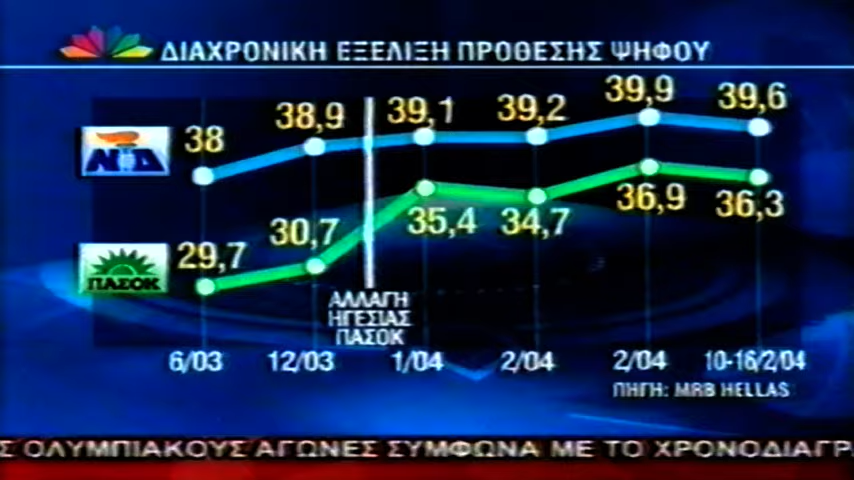 ΔΙΑΧΡΟΝΙΚΗ ΕΞΕΛΙΞΗ ΠΡΟΘΕΣΗΣ ΨΗΦΟΥ
ΝΔ 38 38,9 39,1 39,2 39,9 39,6
ΠΑΣΟΚ 29,7 30,7 35,4 34,7 36,9 36,3
ΑΛΛΑΓΗ
ΗΓΕΣΙΑΣ
ΠΑΣΟΚ
6/03 12/03 1/04 2/04 2/04 10-16/2/04
ΠΗΓΗ: MRB HELLAS
Σ ΟΛΥΜΠΙΑΚΟΥΣ ΑΓΩΝΕΣ ΣΥΜΦΩΝΑ ΜΕ ΤΟ ΧΡΟΝΟΔΙΑΓΡ